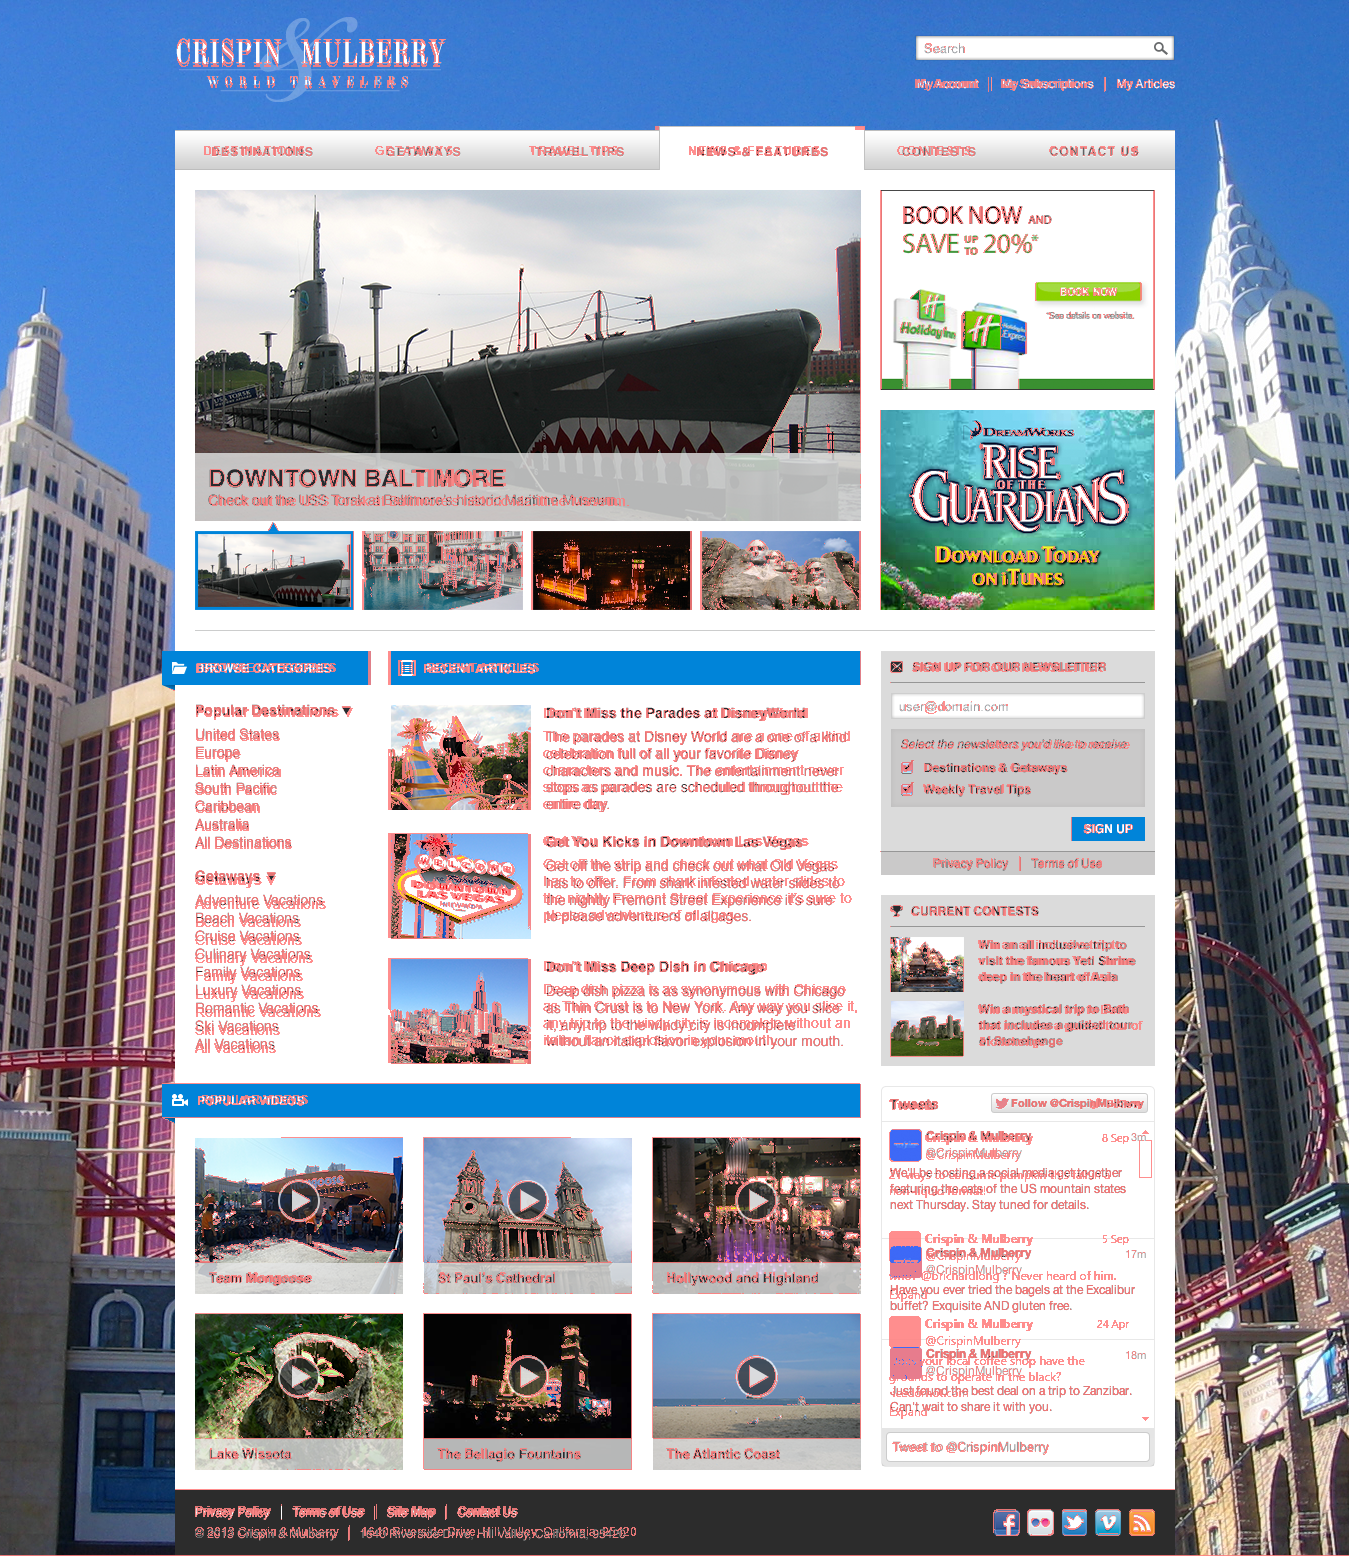 CRISPIN & MULBERRY
WORLD TRAVELERS
Search
My Account
My Subscriptions
My Articles
DESTINATIONS
GETAWAYS
TRAVEL TIPS
NEWS & FEATURES
CONTESTS
CONTACT US
BOOK NOW AND
SAVE UP TO 20%*
BOOK NOW
*See details on website.
Holiday Inn
Holiday Inn Express
USS TORSK
DOWNTOWN BALTIMORE
Check out the USS Torsk at Baltimore's historic Maritime Museum.
DREAMWORKS
RISE
OF THE
GUARDIANS
DOWNLOAD TODAY
ON iTUNES
BROWSE CATEGORIES
Popular Destinations ▼
United States
Europe
Latin America
South Pacific
Caribbean
Australia
All Destinations
Getaways ▼
Adventure Vacations
Beach Vacations
Cruise Vacations
Culinary Vacations
Family Vacations
Luxury Vacations
Romantic Vacations
Ski Vacations
All Vacations
RECENT ARTICLES
Don't Miss the Parades at DisneyWorld
The parades at Disney World are a one of a kind
celebration full of all your favorite Disney
characters and music. The entertainment never
stops as parades are scheduled throughout the
entire day.
WELCOME
DOWNTOWN
LAS VEGAS
Get You Kicks in Downtown Las Vegas
Get off the strip and check out what Old Vegas
has to offer. From shark infested water slides to
the nightly Fremont Street Experience it's sure
to please adventurers of all ages.
Don't Miss Deep Dish in Chicago
Deep dish pizza is as synonymous with Chicago
as Thin Crust is to New York. Any way you slice
it, any trip to the windy city is incomplete
without an Italian flavor explosion in your mouth.
SIGN UP FOR OUR NEWSLETTER
user@domain.com
Select the newsletters you'd like to receive
Destinations & Getaways
Weekly Travel Tips
SIGN UP
Privacy Policy
Terms of Use
CURRENT CONTESTS
Win an all inclusive trip to
visit the famous Yeti Shrine
deep in the heart of Asia
Win a mystical trip to Bath
that includes a guided tour
of Stonehenge
POPULAR VIDEOS
Team Mongoose
St Paul's Cathedral
Hollywood and Highland
Lake Wissota
The Bellagio Fountains
The Atlantic Coast
Tweets
Follow @CrispinMulberry
Crispin & Mulberry
@CrispinMulberry
8 Sep
3m
We'll be hosting a social media get together
featuring the best of the US mountain states
next Thursday. Stay tuned for details.
Crispin & Mulberry
5 Sep
Crispin & Mulberry
@CrispinMulberry
17m
@brichardlong ? Never heard of him.
Expand
Have you ever tried the bagels at the Excalibur
buffet? Exquisite AND gluten free.
Crispin & Mulberry
@CrispinMulberry
24 Apr
Crispin & Mulberry
@CrispinMulberry
18m
your local coffee shop have the
to operate in the black?
Just found the best deal on a trip to Zanzibar.
Can't wait to share it with you.
Expand
Tweet to @CrispinMulberry
Privacy Policy
Terms of Use
Site Map
Contact Us
© 2013 Crispin & Mulberry
1640 Riverside Drive, Hill Valley, California, 95420